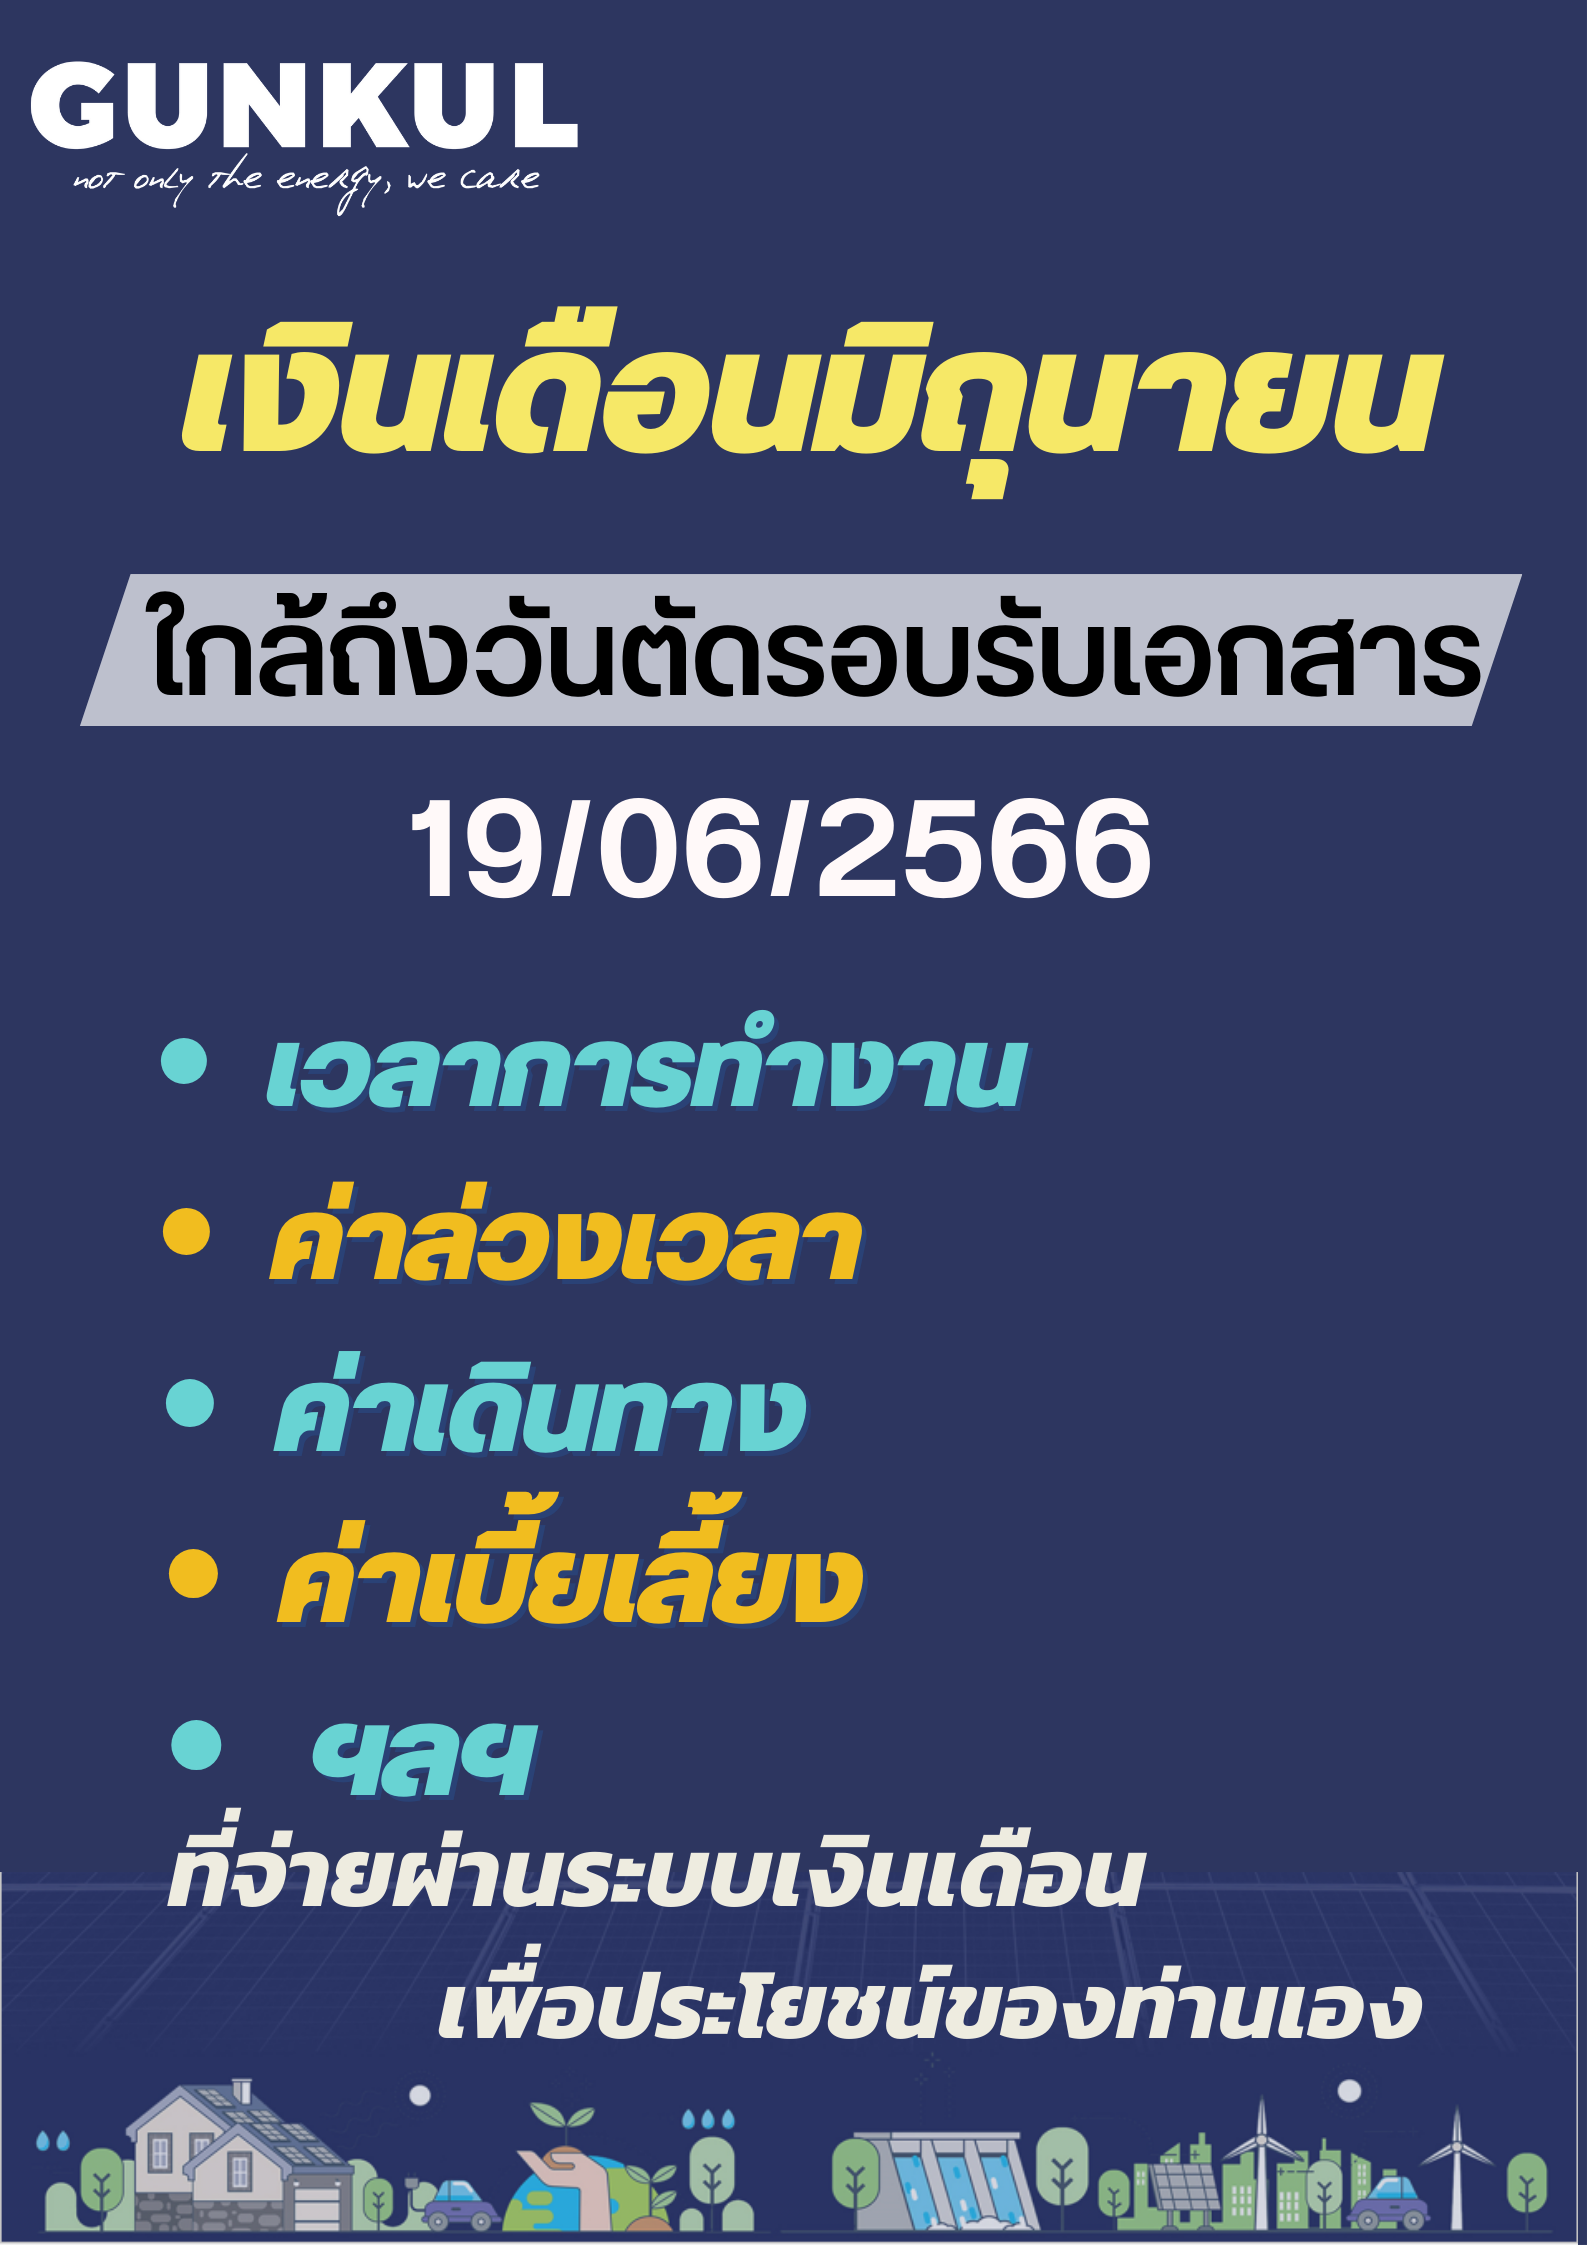 GUNKUL
not only the energy, we care
เงินเดือนมิถุนายน
ใกล้ถึงวันตัดรอบรับเอกสาร
19/06/2566
• เวลาการทำงาน
• ค่าล่วงเวลา
• ค่าเดินทาง
• ค่าเบี้ยเลี้ยง
• ฯลฯ
ที่จ่ายผ่านระบบเงินเดือน
เพื่อประโยชน์ของท่านเอง